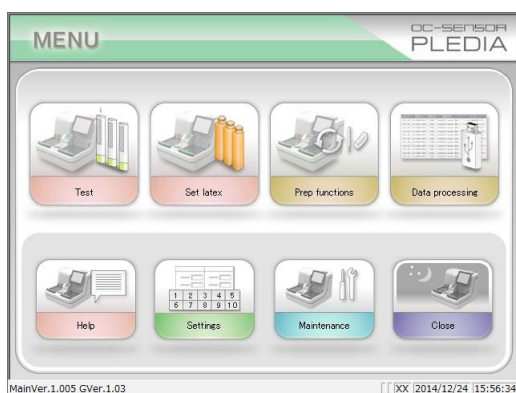 MENU
OC-SENSOR
PLEDIA
Test
Set latex
Prep functions
Data processing
Help
Settings
1 2 3 4 5
6 7 8 9 10
Maintenance
Close
MainVer.1.005 GVer.1.03
XX 2014/12/24 15:56:34